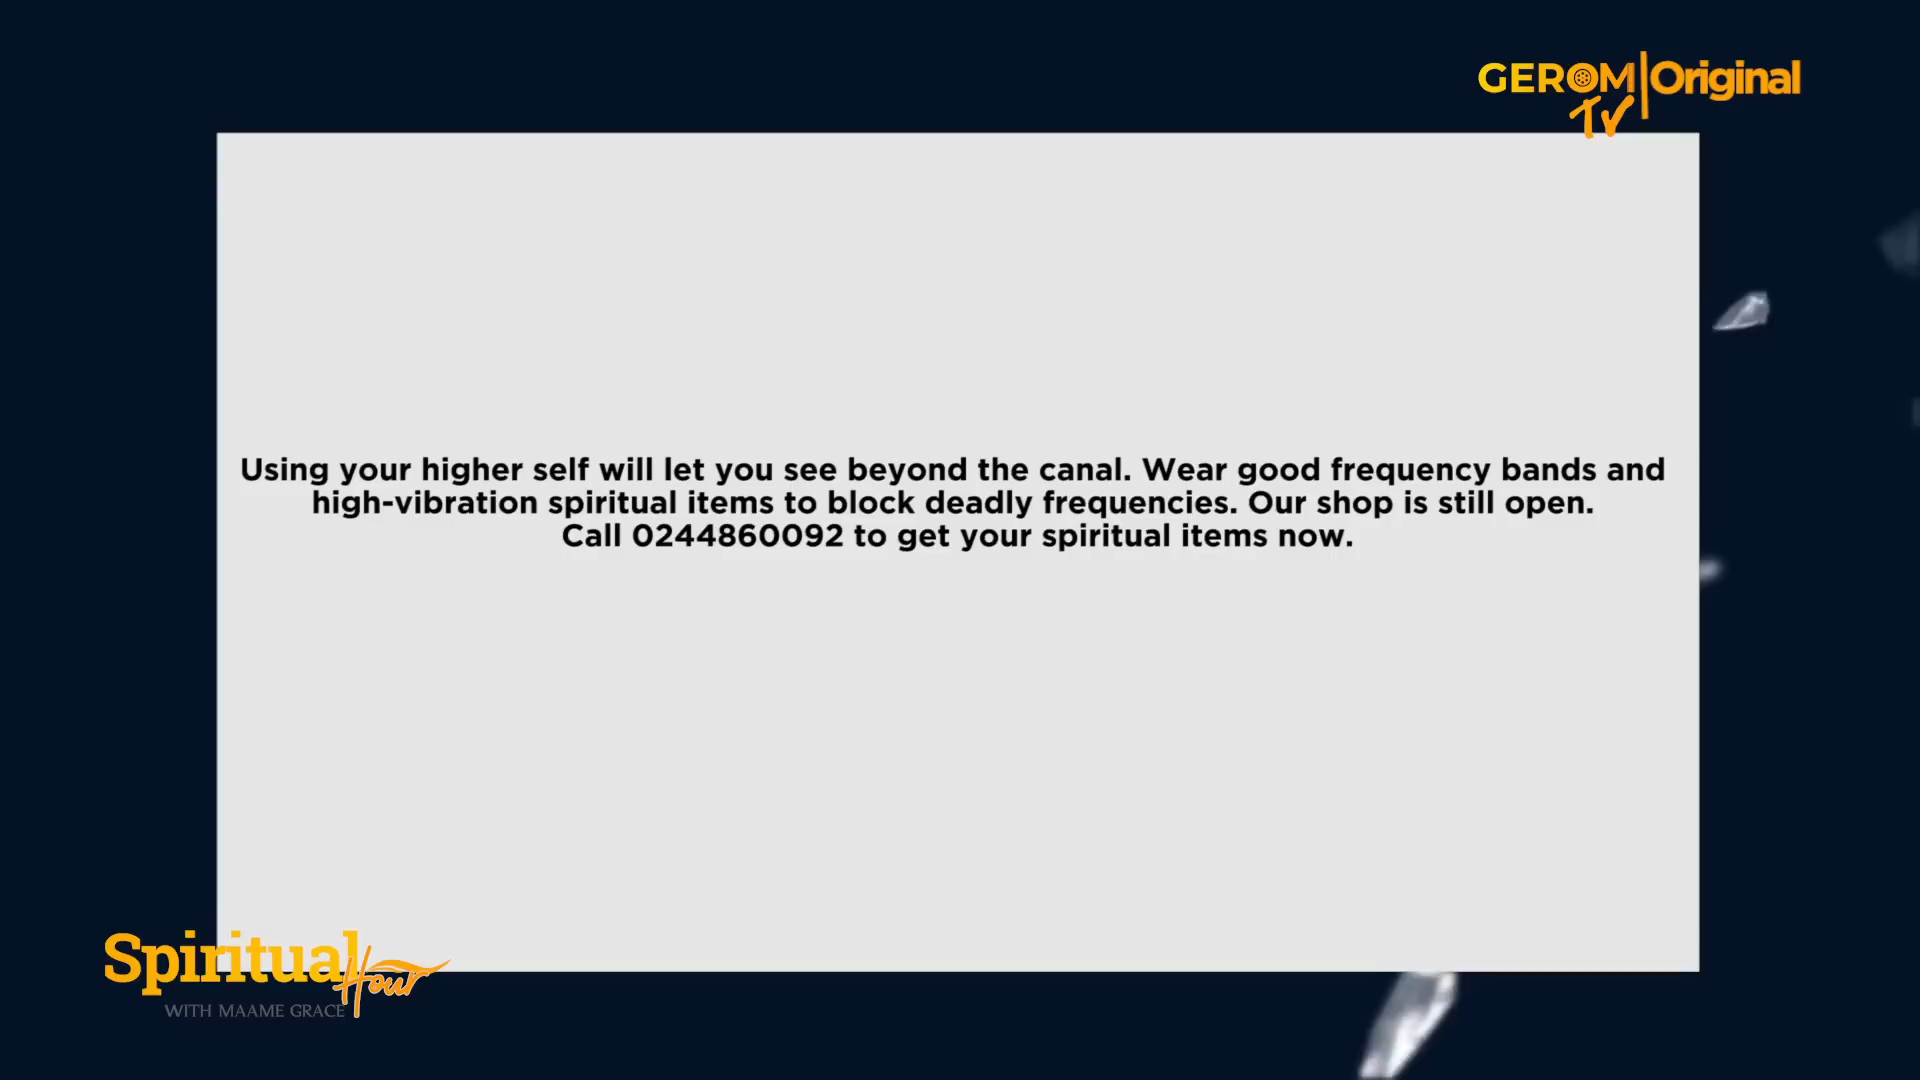 GEROM TV | Original
Using your higher self will let you see beyond the canal. Wear good frequency bands and
high-vibration spiritual items to block deadly frequencies. Our shop is still open.
Call 0244860092 to get your spiritual items now.
Spiritual Hour
WITH MAAME GRACE